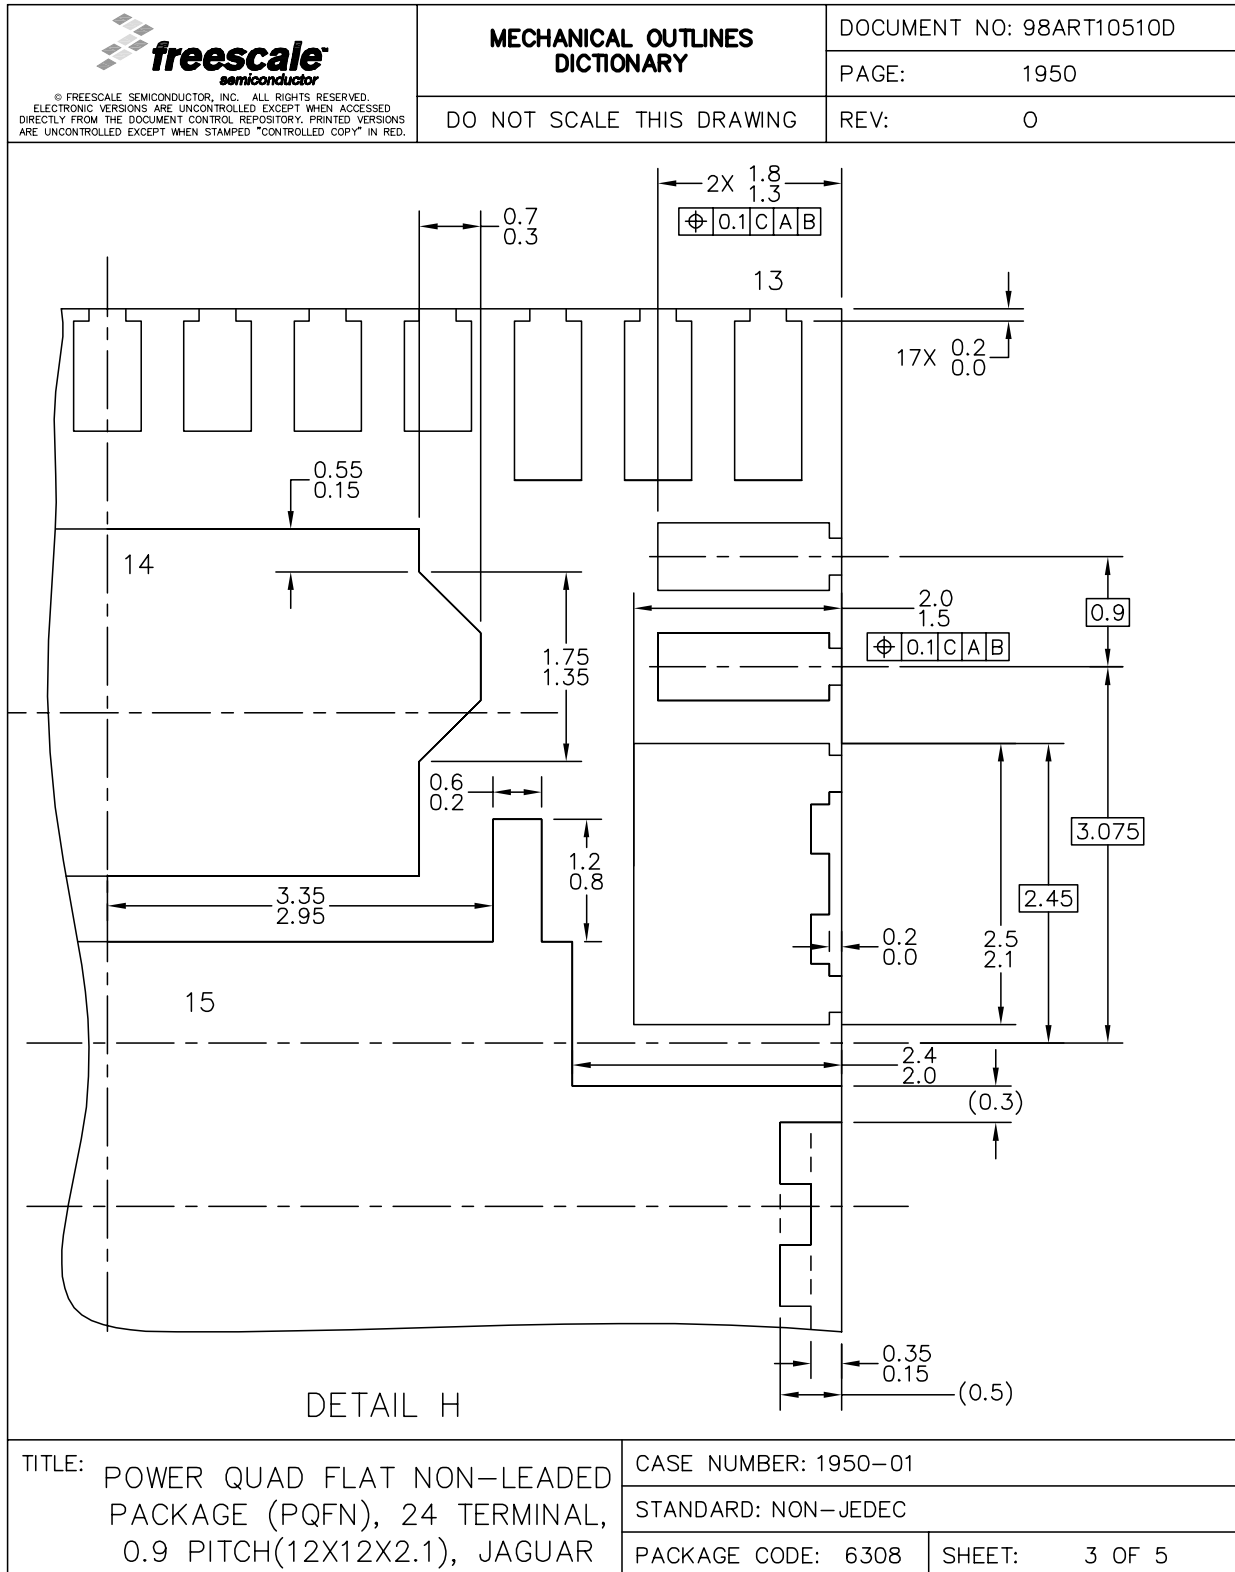 freescale™
semiconductor
© FREESCALE SEMICONDUCTOR, INC. ALL RIGHTS RESERVED.
ELECTRONIC VERSIONS ARE UNCONTROLLED EXCEPT WHEN ACCESSED
DIRECTLY FROM THE DOCUMENT CONTROL REPOSITORY. PRINTED VERSIONS
ARE UNCONTROLLED EXCEPT WHEN STAMPED "CONTROLLED COPY" IN RED.
MECHANICAL OUTLINES
DICTIONARY
DO NOT SCALE THIS DRAWING
DOCUMENT NO: 98ART10510D
PAGE: 1950
REV: O
2X 1.8
1.3
⌖ 0.1 C A B
0.7
0.3
13
17X 0.2
0.0
0.55
0.15
14
2.0
1.5
0.9
⌖ 0.1 C A B
1.75
1.35
0.6
0.2
3.075
1.2
0.8
3.35
2.95
2.45
0.2
0.0
2.5
2.1
15
2.4
2.0
(0.3)
0.35
0.15
(0.5)
DETAIL H
TITLE: POWER QUAD FLAT NON-LEADED
PACKAGE (PQFN), 24 TERMINAL,
0.9 PITCH(12X12X2.1), JAGUAR
CASE NUMBER: 1950-01
STANDARD: NON-JEDEC
PACKAGE CODE: 6308
SHEET: 3 OF 5